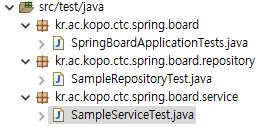 src/test/java
kr.ac.kopo.ctc.spring.board
SpringBoardApplicationTests.java
kr.ac.kopo.ctc.spring.board.repository
SampleRepositoryTest.java
kr.ac.kopo.ctc.spring.board.service
SampleServiceTest.java